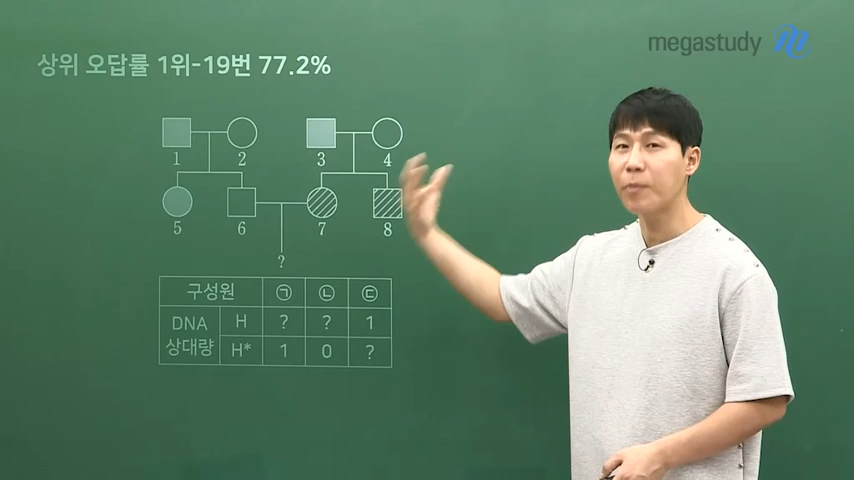 megastudy
상위 오답률 1위-19번 77.2%
1 2 3 4
5 6 7 8
?
구성원 ㉠ ㉡ ㉢
DNA 상대량 H ? ? 1
H* 1 0 ?